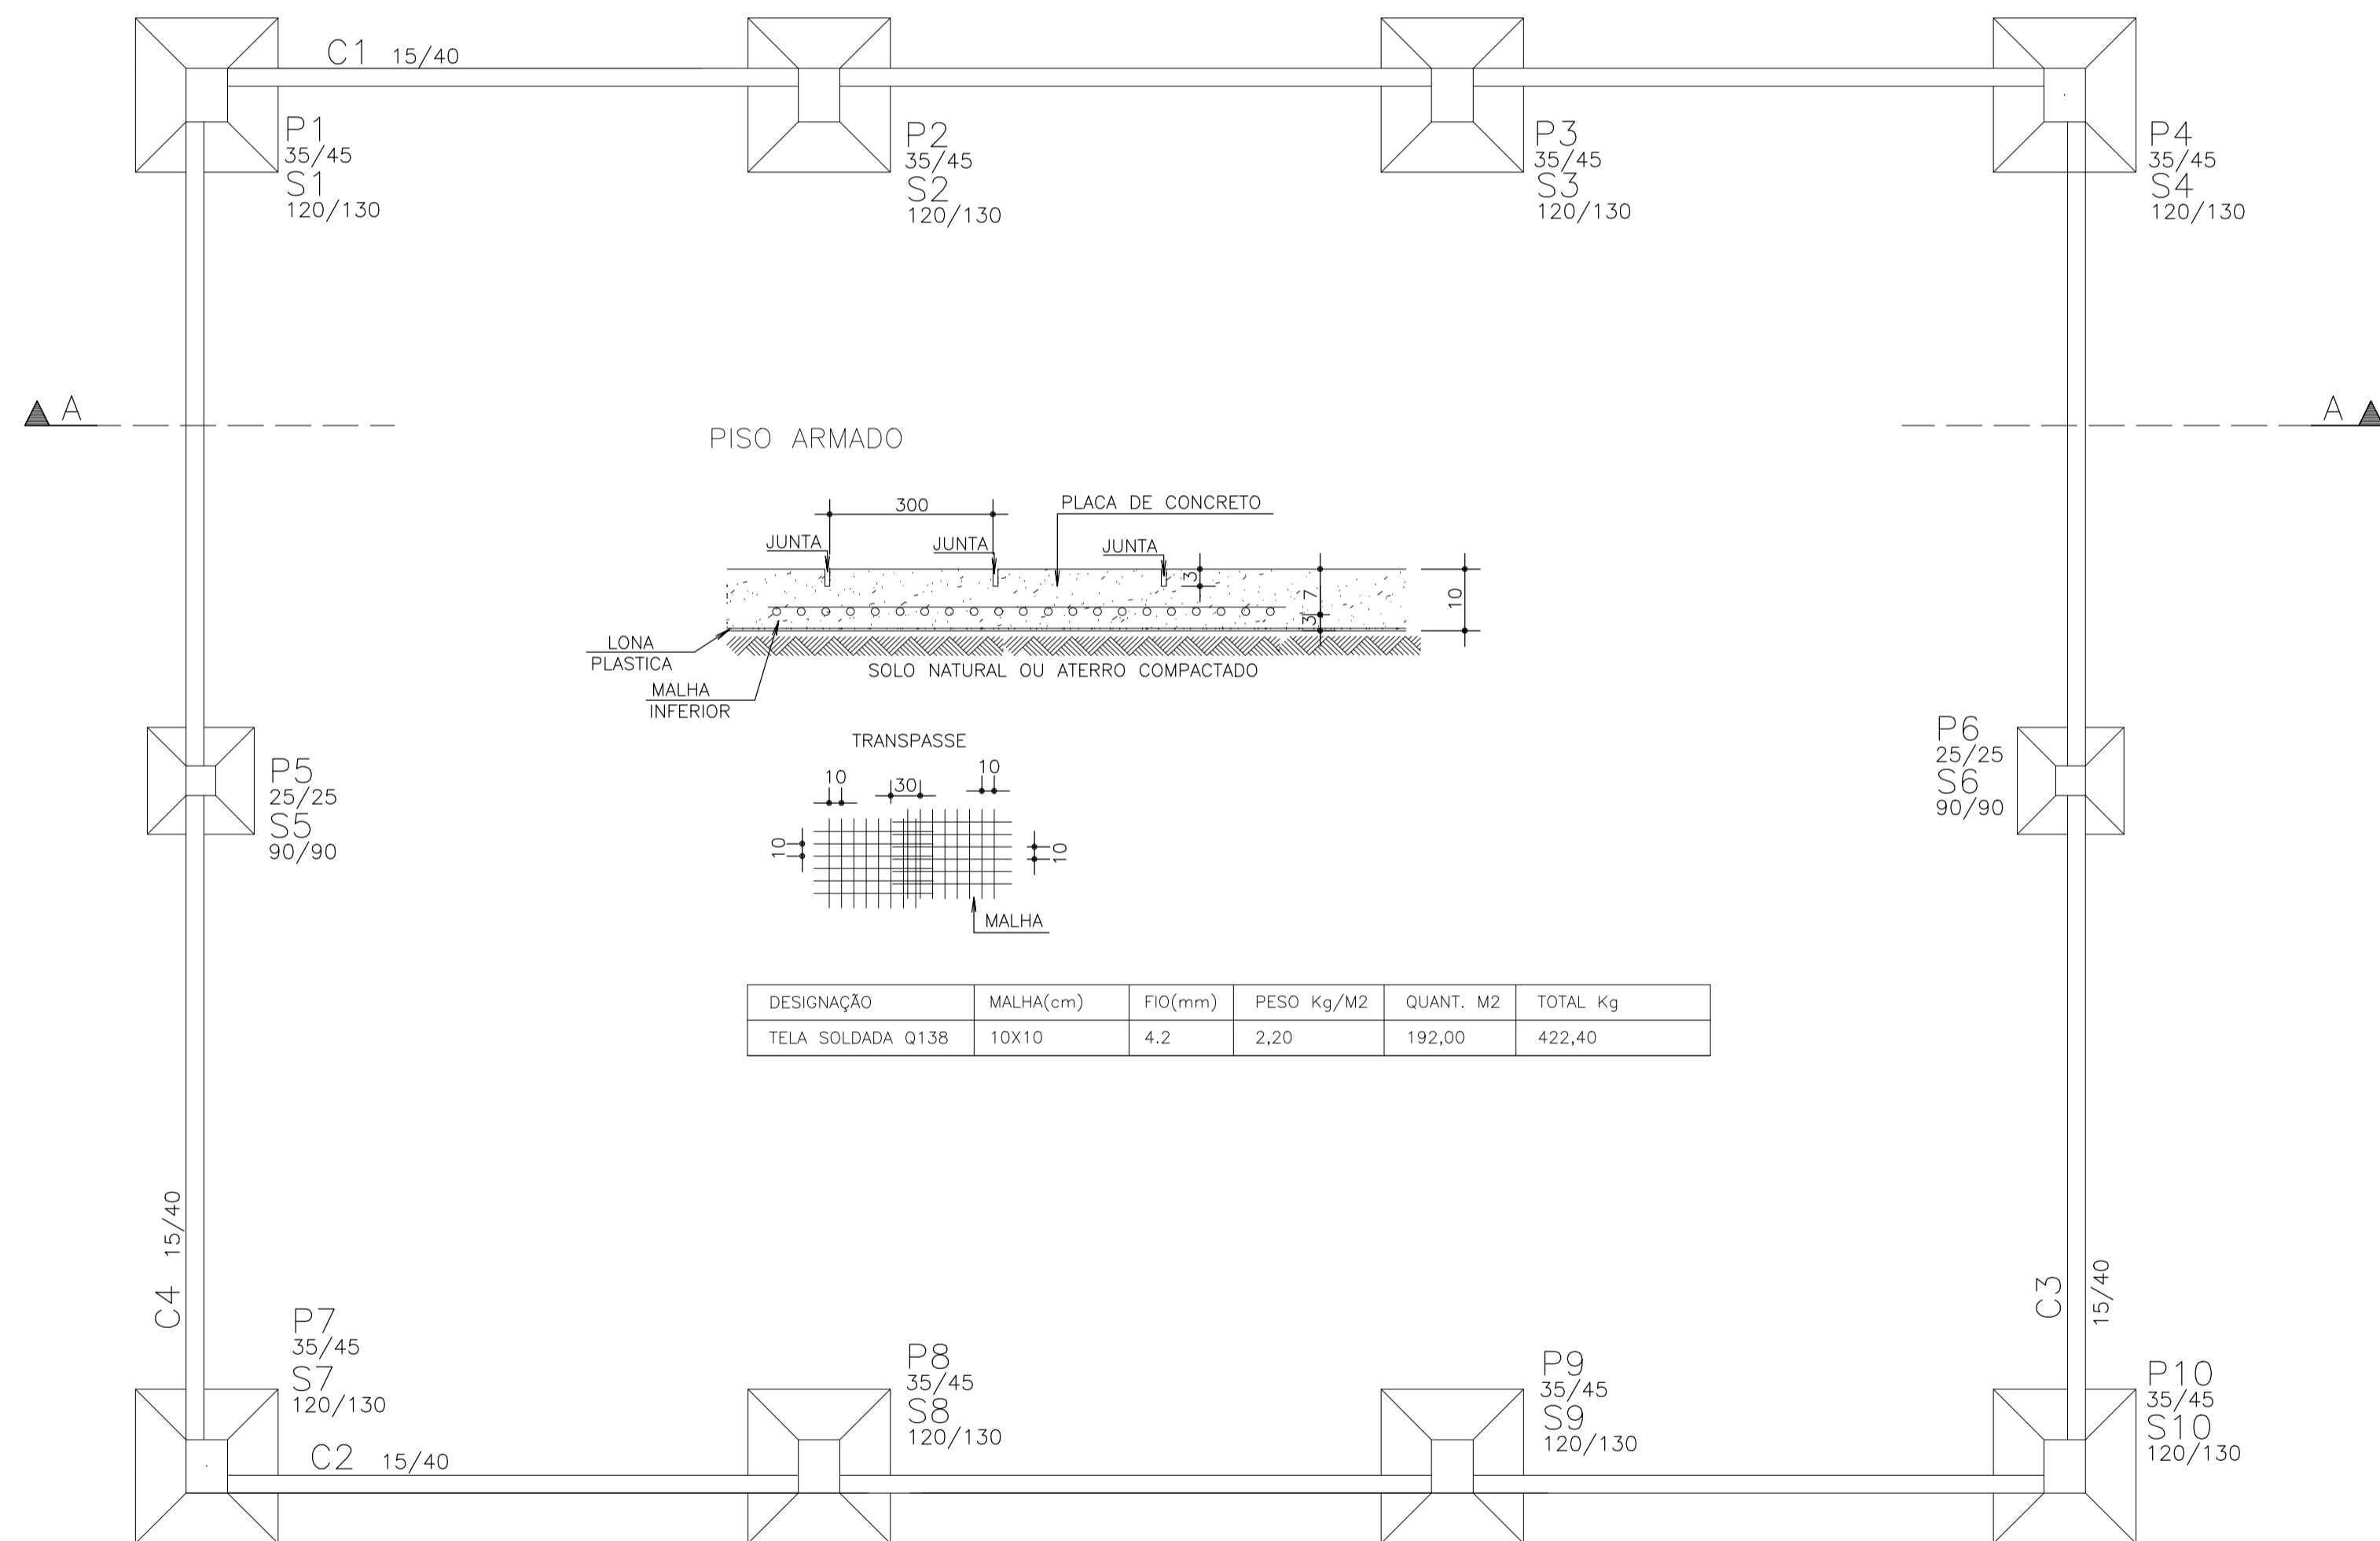 C1 15/40
P1
35/45
S1
120/130
P2
35/45
S2
120/130
P3
35/45
S3
120/130
P4
35/45
S4
120/130
A
A
PISO ARMADO
300
PLACA DE CONCRETO
JUNTA
JUNTA
JUNTA
3
7
3
10
LONA
PLASTICA
SOLO NATURAL OU ATERRO COMPACTADO
MALHA
INFERIOR
TRANSPASSE
10
30
10
10
10
MALHA
P5
25/25
S5
90/90
P6
25/25
S6
90/90
DESIGNAÇÃO MALHA(cm) FIO(mm) PESO Kg/M2 QUANT. M2 TOTAL Kg
TELA SOLDADA Q138 10X10 4.2 2,20 192,00 422,40
C4 15/40
C3
15/40
P7
35/45
S7
120/130
C2 15/40
P8
35/45
S8
120/130
P9
35/45
S9
120/130
P10
35/45
S10
120/130